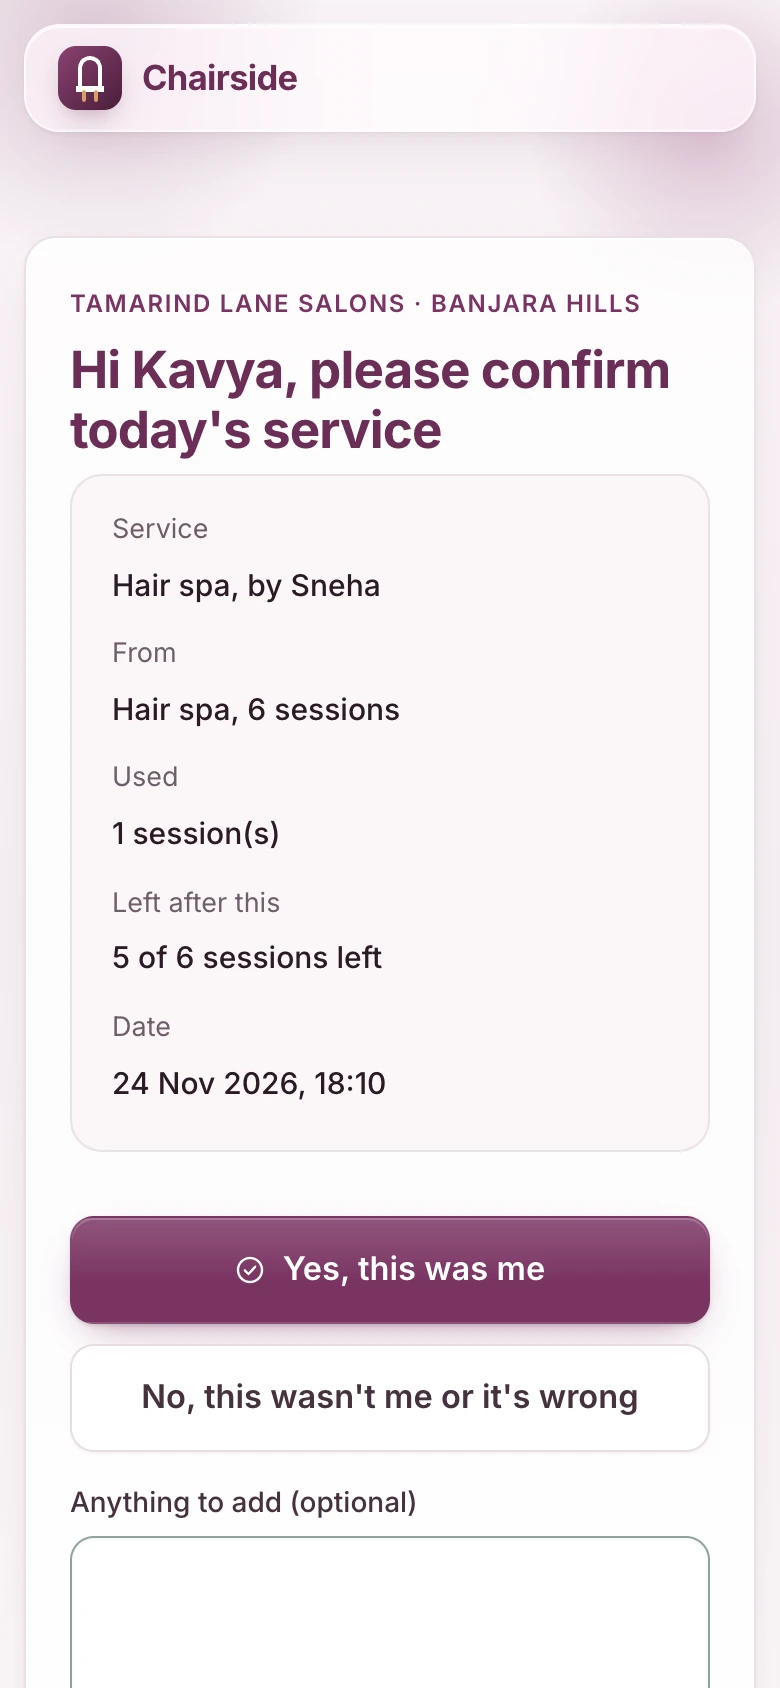 Chairside
TAMARIND LANE SALONS · BANJARA HILLS
Hi Kavya, please confirm
today's service
Service
Hair spa, by Sneha
From
Hair spa, 6 sessions
Used
1 session(s)
Left after this
5 of 6 sessions left
Date
24 Nov 2026, 18:10
Yes, this was me
No, this wasn't me or it's wrong
Anything to add (optional)